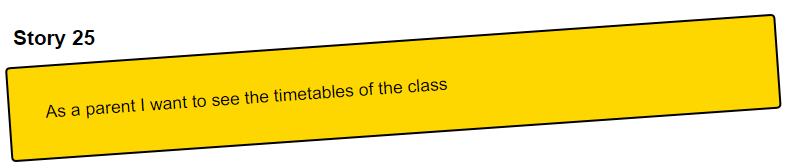 Story 25
As a parent I want to see the timetables of the class